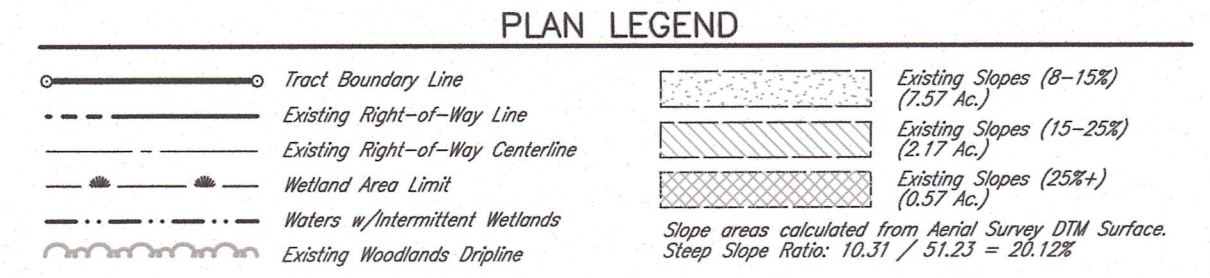 PLAN LEGEND
Tract Boundary Line
Existing Right-of-Way Line
Existing Right-of-Way Centerline
Wetland Area Limit
Waters w/Intermittent Wetlands
Existing Woodlands Dripline
Existing Slopes (8-15%)
(7.57 Ac.)
Existing Slopes (15-25%)
(2.17 Ac.)
Existing Slopes (25%+)
(0.57 Ac.)
Slope areas calculated from Aerial Survey DTM Surface.
Steep Slope Ratio: 10.31 / 51.23 = 20.12%